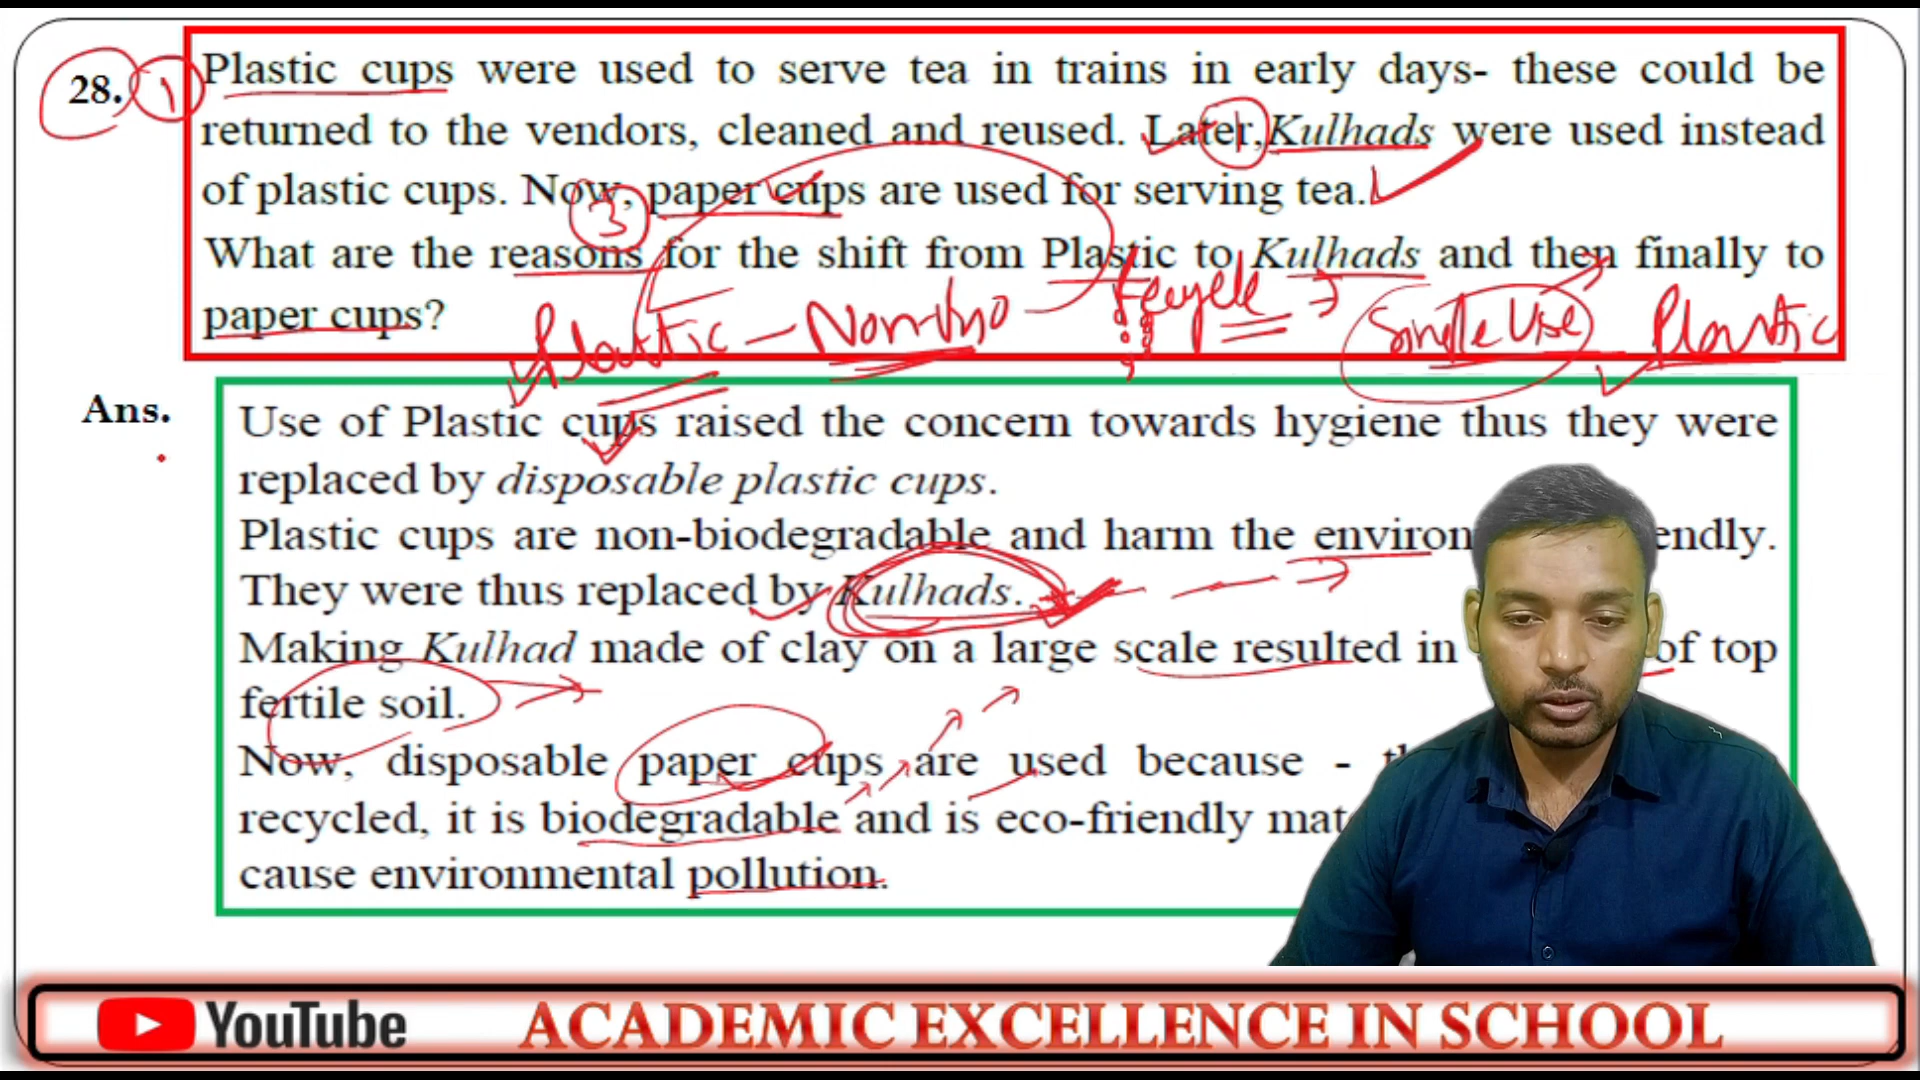 28. ① Plastic cups were used to serve tea in trains in early days- these could be
returned to the vendors, cleaned and reused. Later, ① Kulhads were used instead
of plastic cups. Now, paper cups are used for serving tea.
③
What are the reasons for the shift from Plastic to Kulhads and then finally to
paper cups?
Plastic - Non-bio recycle → Single Use Plastic
Ans. Use of Plastic cups raised the concern towards hygiene thus they were
replaced by disposable plastic cups.
Plastic cups are non-biodegradable and harm the environ endly.
They were thus replaced by Kulhads.
Making Kulhad made of clay on a large scale resulted in of top
fertile soil.
Now, disposable paper cups are used because -
recycled, it is biodegradable and is eco-friendly mat
cause environmental pollution.
YouTube ACADEMIC EXCELLENCE IN SCHOOL